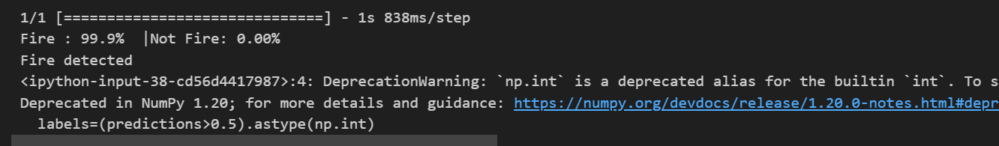 1/1 [==============================] - 1s 838ms/step
Fire : 99.9%  |Not Fire: 0.00%
Fire detected
<ipython-input-38-cd56d4417987>:4: DeprecationWarning: `np.int` is a deprecated alias for the builtin `int`. To s
Deprecated in NumPy 1.20; for more details and guidance: https://numpy.org/devdocs/release/1.20.0-notes.html#depr
  labels=(predictions>0.5).astype(np.int)